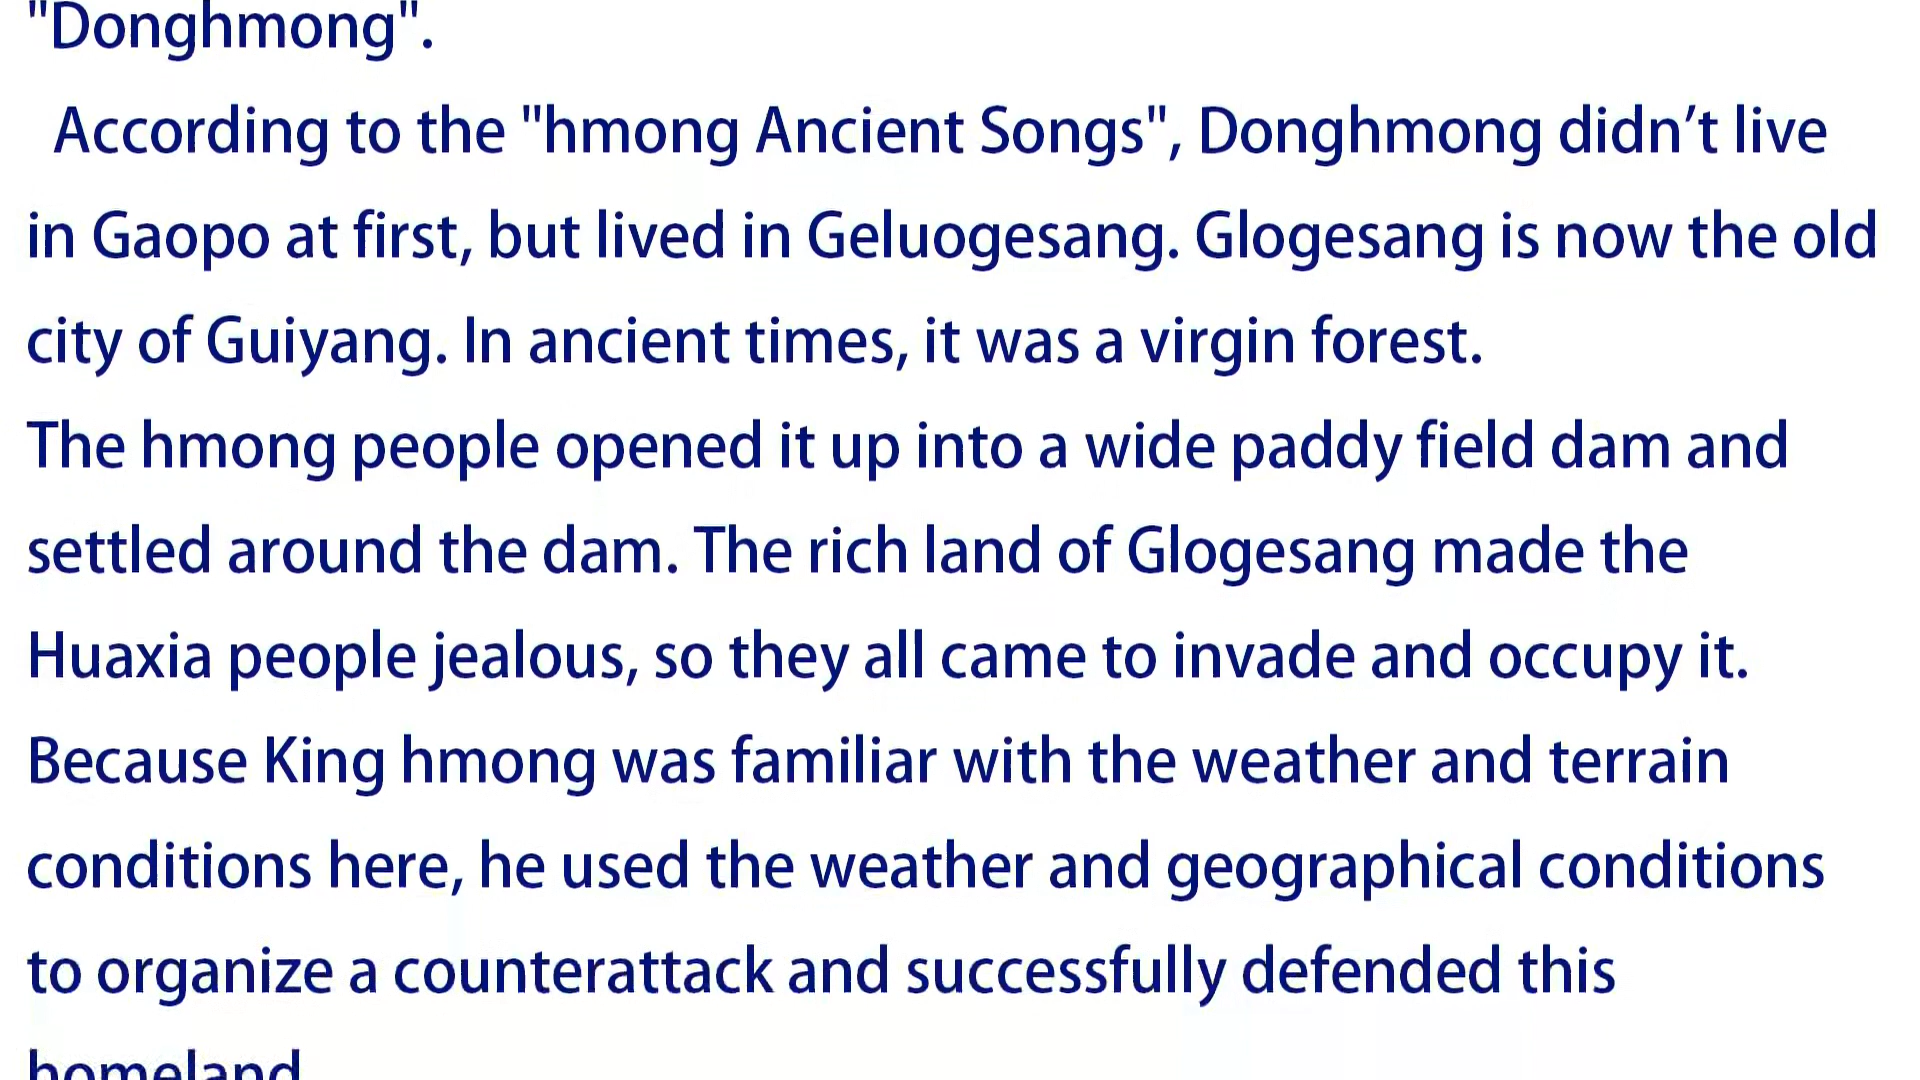 "Donghmong".
According to the "hmong Ancient Songs", Donghmong didn’t live
in Gaopo at first, but lived in Geluogesang. Glogesang is now the old
city of Guiyang. In ancient times, it was a virgin forest.
The hmong people opened it up into a wide paddy field dam and
settled around the dam. The rich land of Glogesang made the
Huaxia people jealous, so they all came to invade and occupy it.
Because King hmong was familiar with the weather and terrain
conditions here, he used the weather and geographical conditions
to organize a counterattack and successfully defended this
homeland